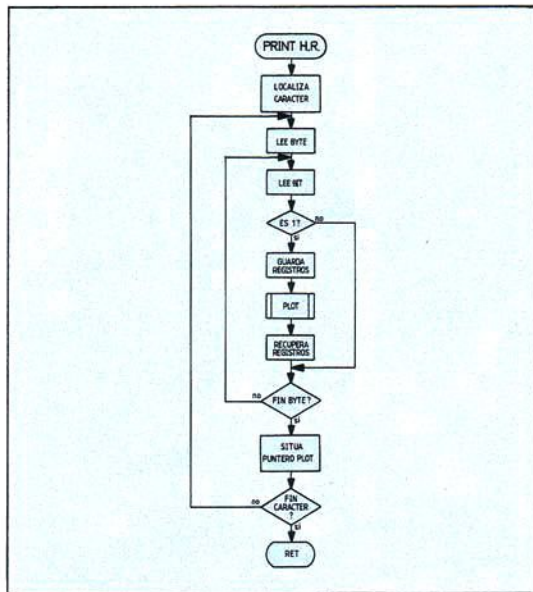 PRINT H.R.
LOCALIZA
CARACTER
LEE BYTE
LEE BIT
ES 1?
no
si
GUARDA
REGISTROS
PLOT
RECUPERA
REGISTROS
FIN BYTE?
no
si
SITUA
PUNTERO PLOT
FIN
CARACTER
?
no
si
RET